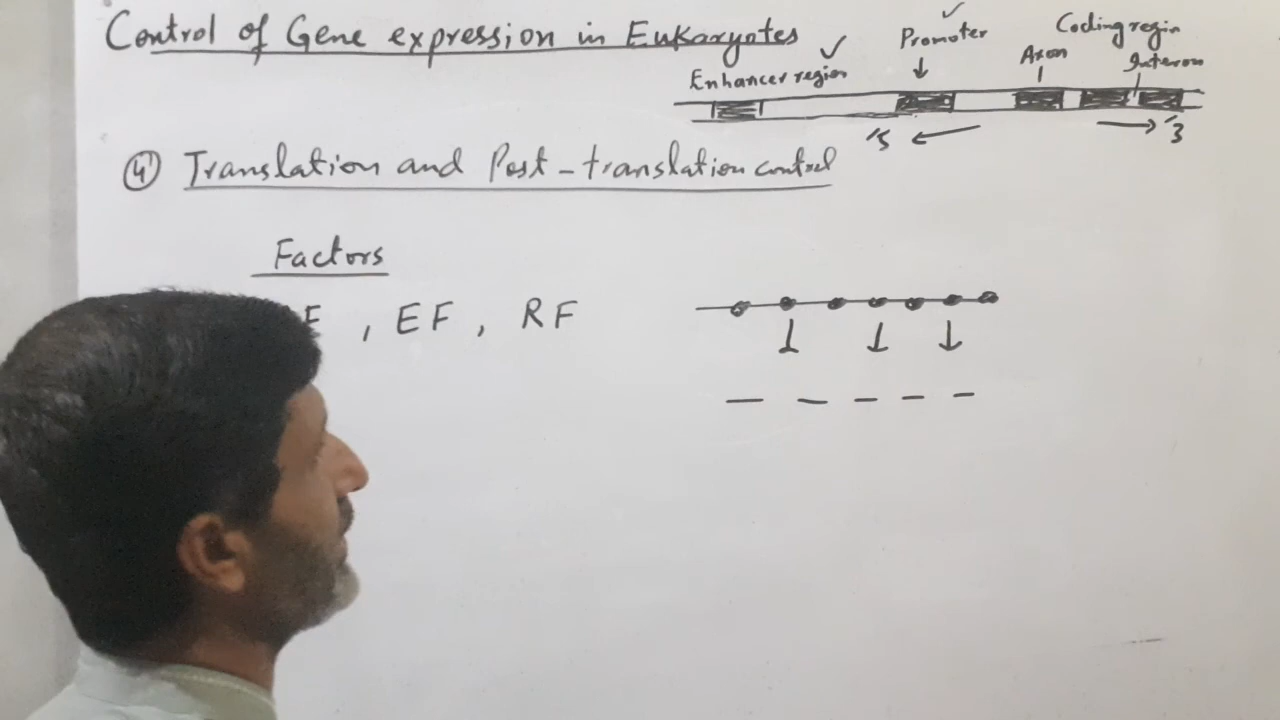 Control of Gene expression in Eukaryotes
Enhancer region
Promoter
Coding region
Axon
Interon
'5
'3
4 Translation and Post-translation control
Factors
F, EF, RF